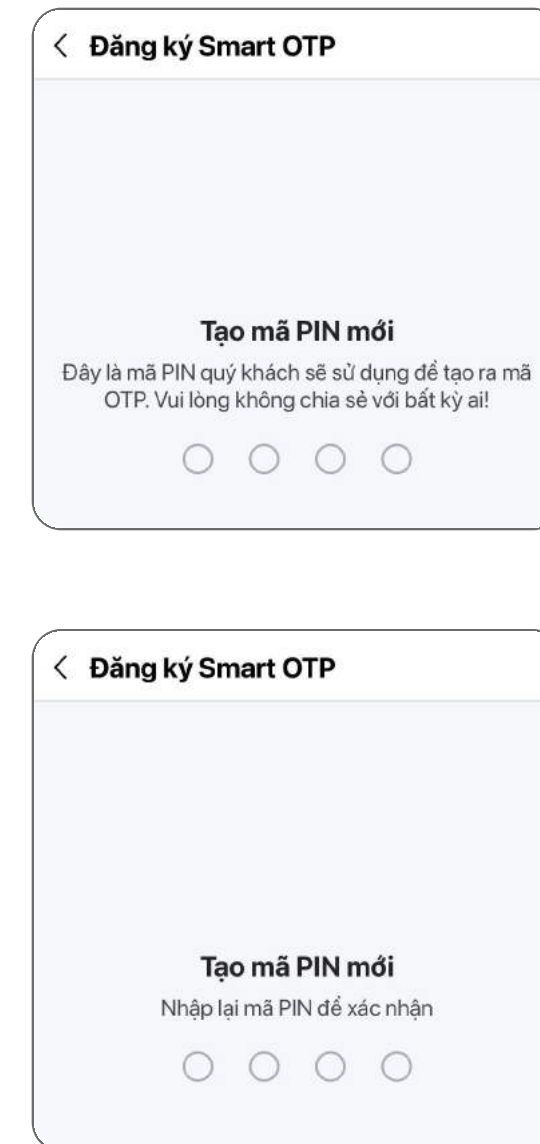 Đăng ký Smart OTP
Tạo mã PIN mới
Đây là mã PIN quý khách sẽ sử dụng để tạo ra mã
OTP. Vui lòng không chia sẻ với bất kỳ ai!
Đăng ký Smart OTP
Tạo mã PIN mới
Nhập lại mã PIN để xác nhận